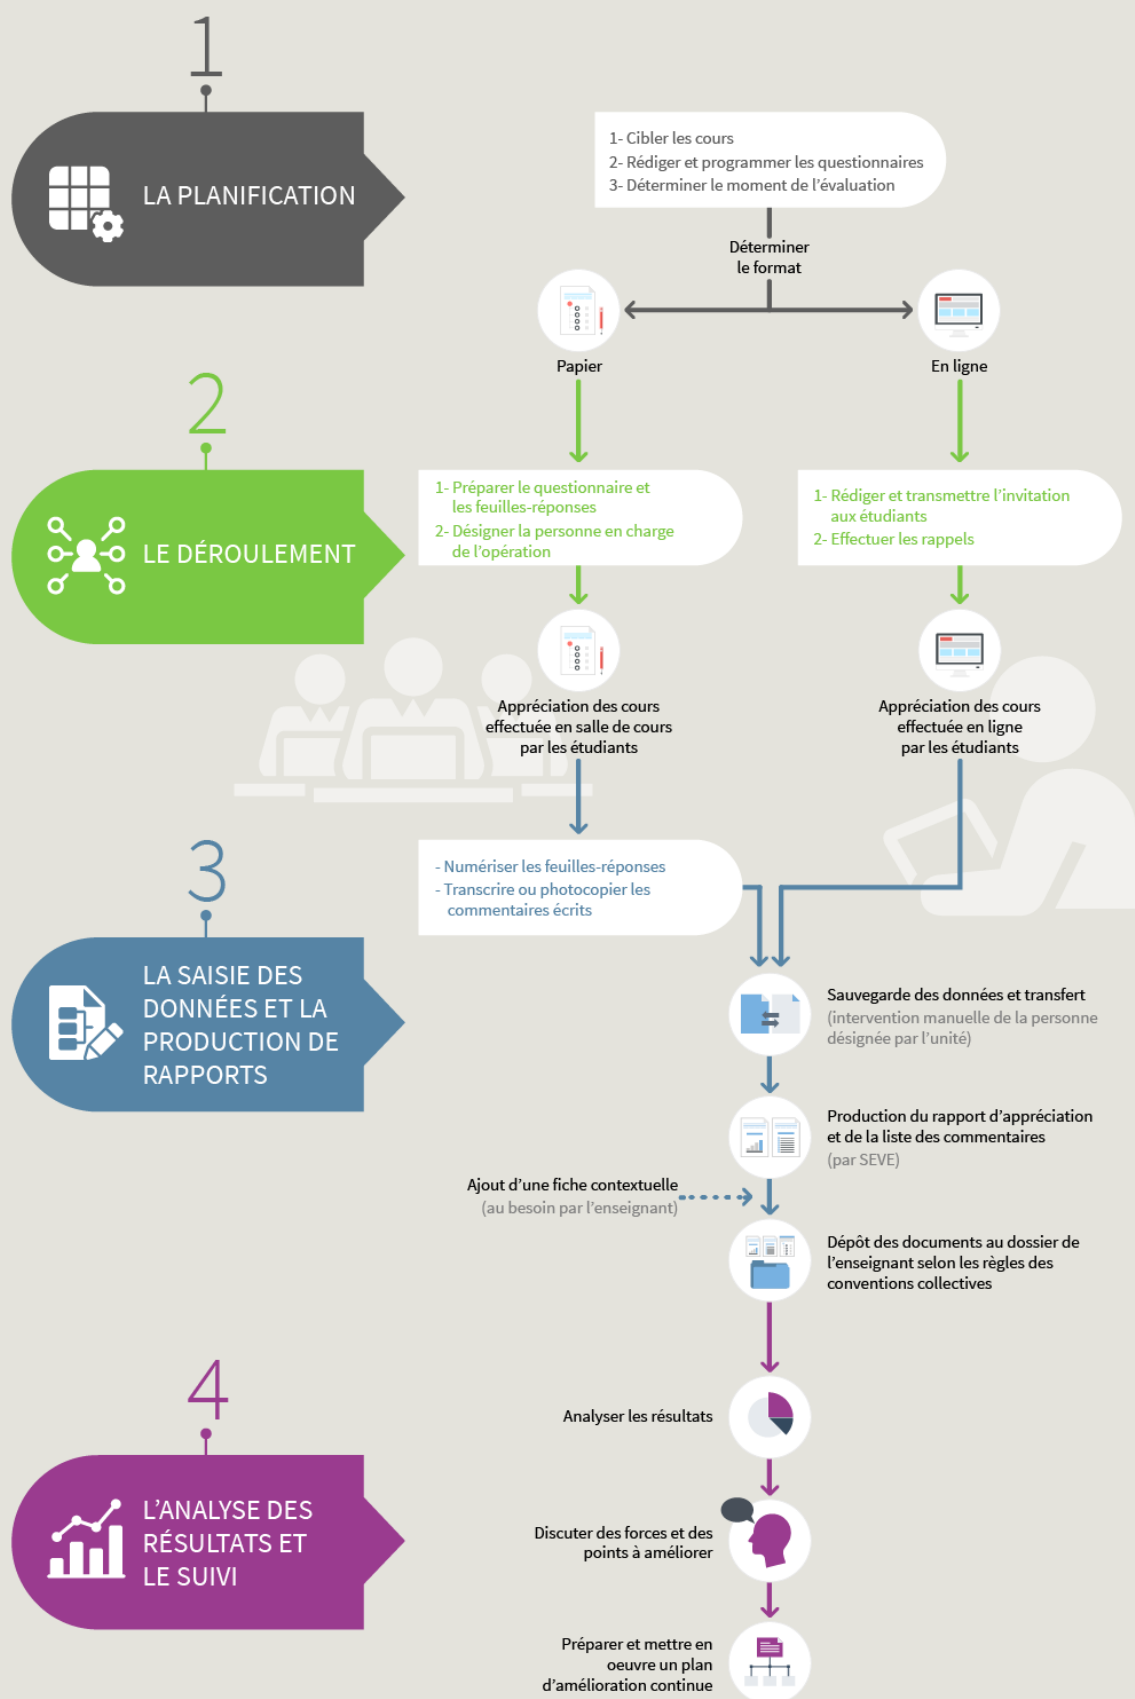 1
LA PLANIFICATION
1- Cibler les cours
2- Rédiger et programmer les questionnaires
3- Déterminer le moment de l'évaluation
Déterminer
le format
Papier
En ligne
2
LE DÉROULEMENT
1- Préparer le questionnaire et
les feuilles-réponses
2- Désigner la personne en charge
de l'opération
1- Rédiger et transmettre l'invitation
aux étudiants
2- Effectuer les rappels
Appréciation des cours
effectuée en salle de cours
par les étudiants
Appréciation des cours
effectuée en ligne
par les étudiants
3
LA SAISIE DES
DONNÉES ET LA
PRODUCTION DE
RAPPORTS
- Numériser les feuilles-réponses
- Transcrire ou photocopier les
commentaires écrits
Sauvegarde des données et transfert
(intervention manuelle de la personne
désignée par l'unité)
Production du rapport d'appréciation
et de la liste des commentaires
(par SEVE)
Ajout d'une fiche contextuelle
(au besoin par l'enseignant)
Dépôt des documents au dossier de
l'enseignant selon les règles des
conventions collectives
4
L'ANALYSE DES
RÉSULTATS ET
LE SUIVI
Analyser les résultats
Discuter des forces et des
points à améliorer
Préparer et mettre en
oeuvre un plan
d'amélioration continue